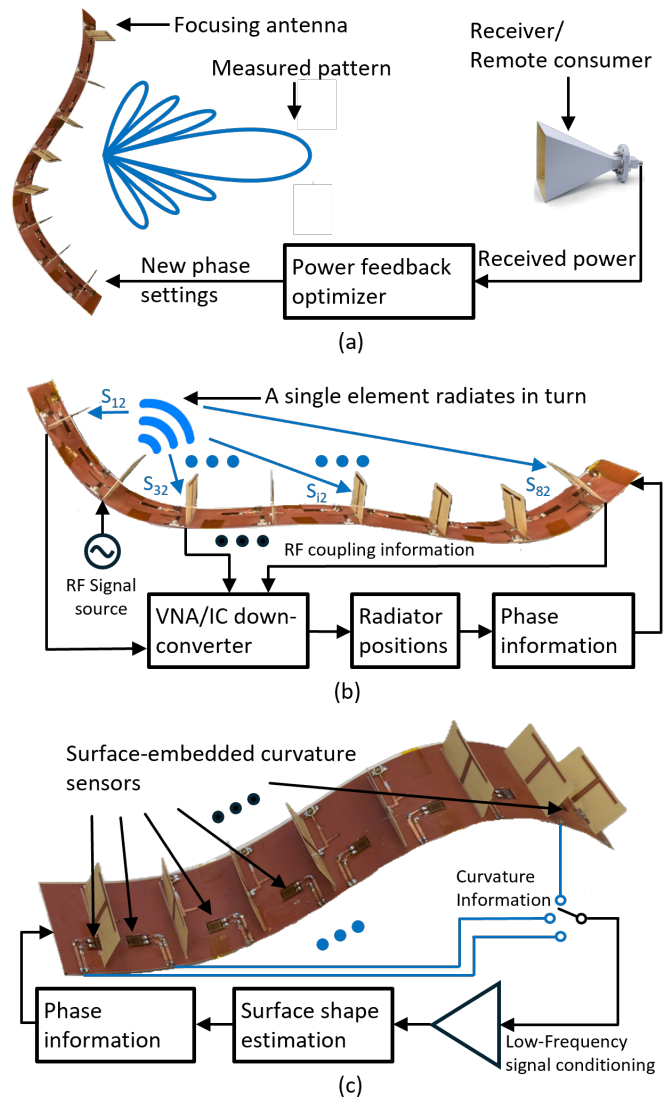 Focusing antenna
Receiver/
Remote consumer
Measured pattern
New phase
settings
Power feedback
optimizer
Received power
(a)
A single element radiates in turn
S12
S32
Si2
S82
RF Signal
source
RF coupling information
VNA/IC down-
converter
Radiator
positions
Phase
information
(b)
Surface-embedded curvature
sensors
Curvature
Information
Phase
information
Surface shape
estimation
Low-Frequency
signal conditioning
(c)